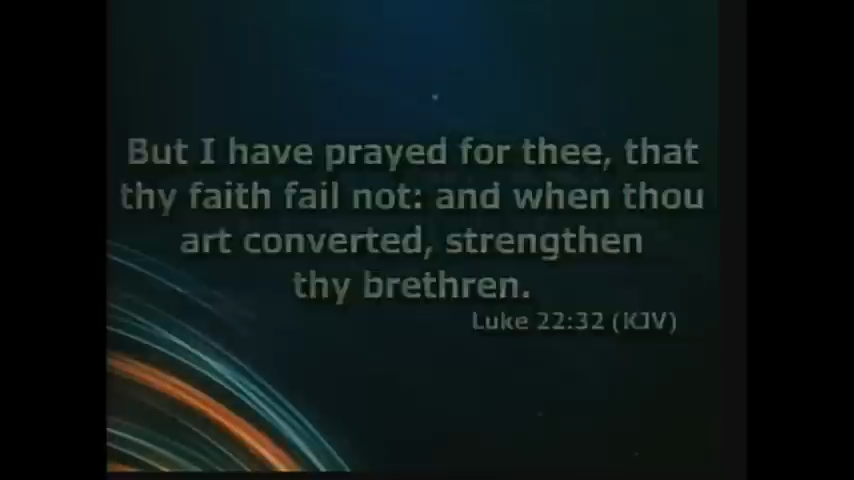 But I have prayed for thee, that
thy faith fail not: and when thou
art converted, strengthen
thy brethren.
Luke 22:32 (KJV)